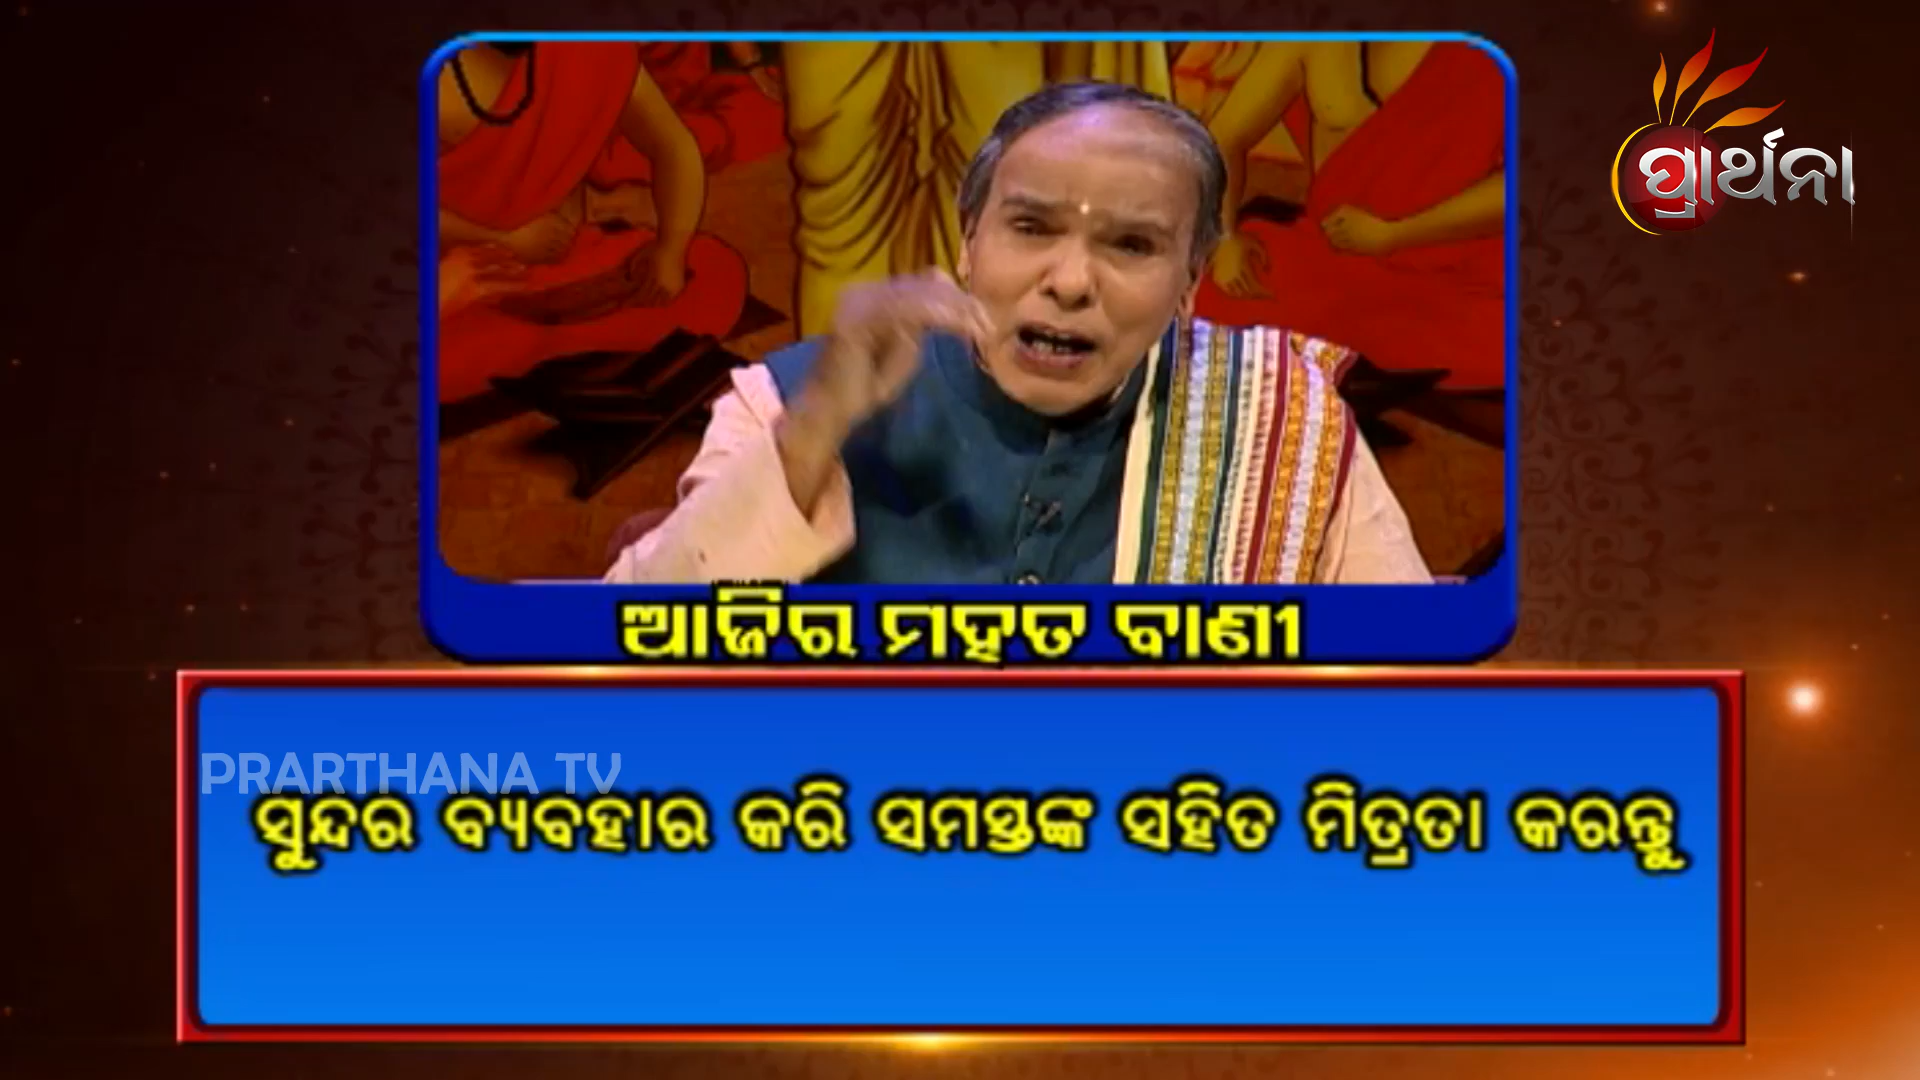 ପ୍ରାର୍ଥନା
ଆଜିର ମହତ ବାଣୀ
PRARTHANA TV
ସୁନ୍ଦର ବ୍ୟବହାର କରି ସମସ୍ତଙ୍କ ସହିତ ମିତ୍ରତା କରନ୍ତୁ